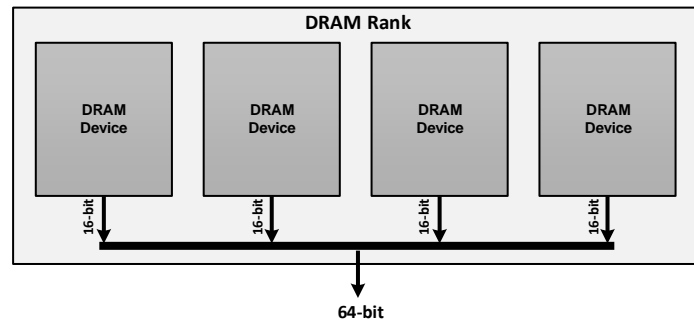 DRAM Rank
DRAM
Device
DRAM
Device
DRAM
Device
DRAM
Device
16-bit
16-bit
16-bit
16-bit
64-bit